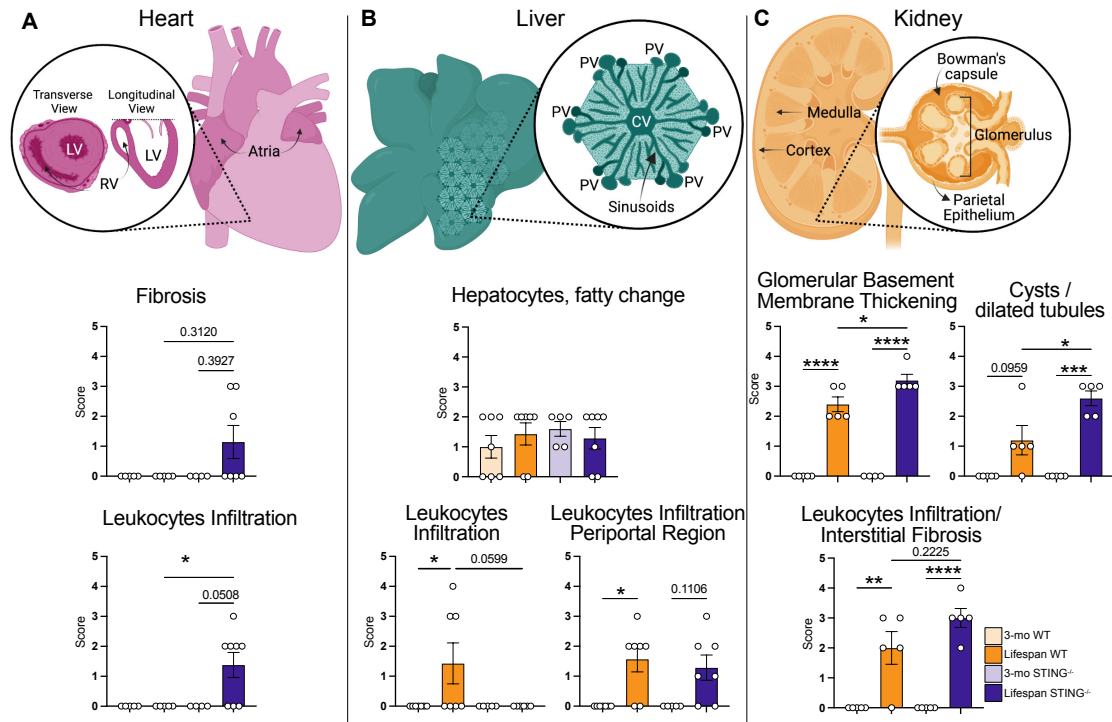 A
Heart
Transverse
View
Longitudinal
View
LV
LV
RV
Atria
Fibrosis
Score
5
4
3
2
1
0
0.3120
0.3927
Leukocytes Infiltration
Score
5
4
3
2
1
0
*
0.0508
B
Liver
PV
PV
PV
PV
PV
PV
CV
Sinusoids
Hepatocytes, fatty change
Score
5
4
3
2
1
0
Leukocytes
Infiltration
Score
5
4
3
2
1
0
*
0.0599
Leukocytes Infiltration
Periportal Region
5
4
3
2
1
0
*
0.1106
C
Kidney
Bowman's
capsule
Medulla
Glomerulus
Cortex
Parietal
Epithelium
Glomerular Basement
Membrane Thickening
Score
5
4
3
2
1
0
*
****
****
Cysts /
dilated tubules
5
4
3
2
1
0
*
0.0959
***
Leukocytes Infiltration/
Interstitial Fibrosis
Score
5
4
3
2
1
0
0.2225
**
****
3-mo WT
Lifespan WT
3-mo STING-/-
Lifespan STING-/-